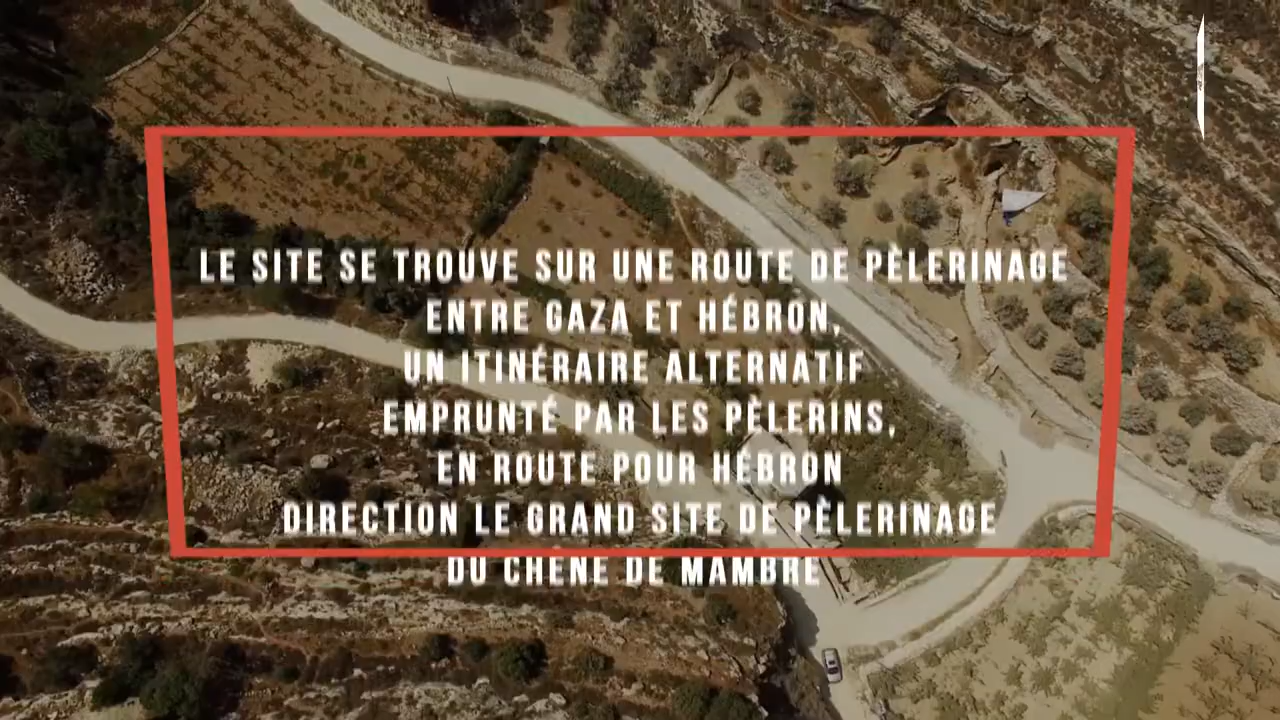 LE SITE SE TROUVE SUR UNE ROUTE DE PÈLERINAGE
ENTRE GAZA ET HÉBRON,
UN ITINÉRAIRE ALTERNATIF
EMPRUNTÉ PAR LES PÈLERINS,
EN ROUTE POUR HÉBRON
DIRECTION LE GRAND SITE DE PÈLERINAGE
DU CHÊNE DE MAMBRÉ